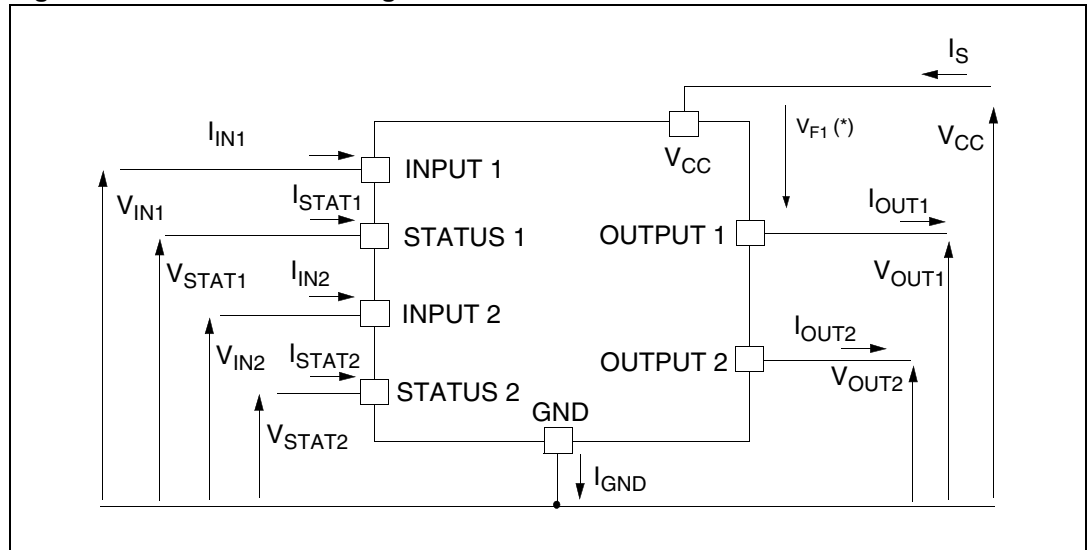 I_S
V_F1 (*)
V_CC
V_CC
I_IN1
INPUT 1
V_IN1
I_STAT1
STATUS 1
OUTPUT 1
I_OUT1
V_STAT1
I_IN2
V_OUT1
INPUT 2
I_OUT2
V_IN2
I_STAT2
OUTPUT 2
V_OUT2
STATUS 2
GND
V_STAT2
I_GND